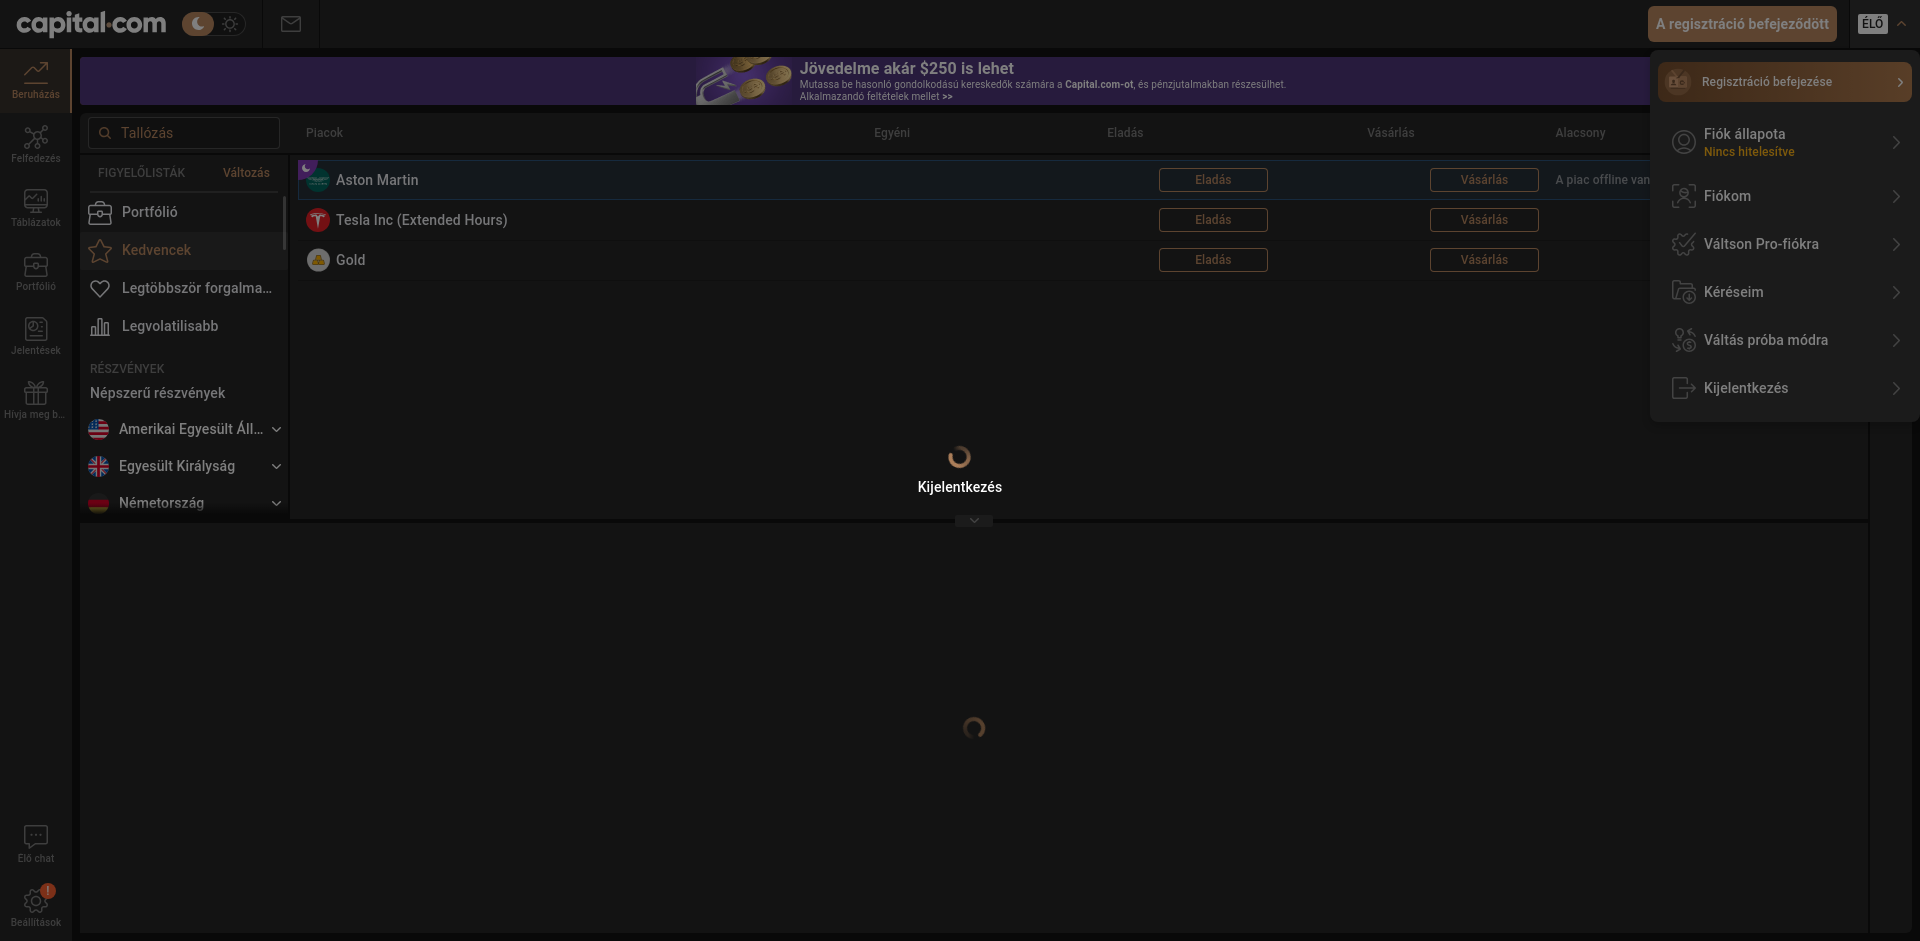 capital.com
A regisztráció befejeződött
ÉLŐ
Beruházás
Felfedezés
Táblázatok
Portfólió
Jelentések
Hívja meg b...
Élő chat
!
Beállítások
Jövedelme akár $250 is lehet
Mutassa be hasonló gondolkodású kereskedők számára a Capital.com-ot, és pénzjutalmakban részesülhet.
Alkalmazandó feltételek mellet >>
Tallózás
Piacok
Egyéni
Eladás
Vásárlás
Alacsony
FIGYELŐLISTÁK
Változás
Portfólió
Kedvencek
Legtöbbször forgalma...
Legvolatilisabb
RÉSZVÉNYEK
Népszerű részvények
Amerikai Egyesült Áll...
Egyesült Királyság
Németország
Aston Martin
Eladás
Vásárlás
A piac offline van
Tesla Inc (Extended Hours)
Eladás
Vásárlás
Gold
Eladás
Vásárlás
Kijelentkezés
Regisztráció befejezése
Fiók állapota
Nincs hitelesítve
Fiókom
Váltson Pro-fiókra
Kéréseim
Váltás próba módra
Kijelentkezés